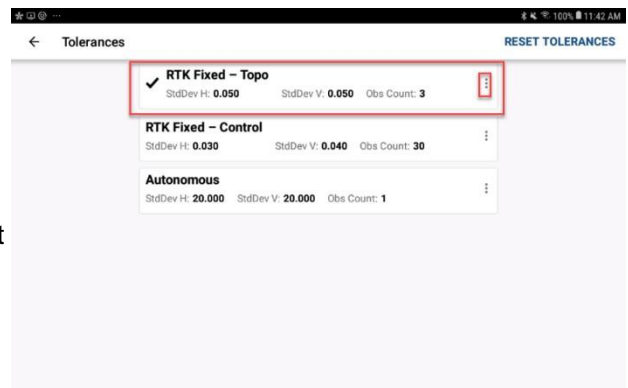 100% 11:42 AM
← Tolerances RESET TOLERANCES
RTK Fixed – Topo
StdDev H: 0.050 StdDev V: 0.050 Obs Count: 3
RTK Fixed – Control
StdDev H: 0.030 StdDev V: 0.040 Obs Count: 30
Autonomous
StdDev H: 20.000 StdDev V: 20.000 Obs Count: 1
t